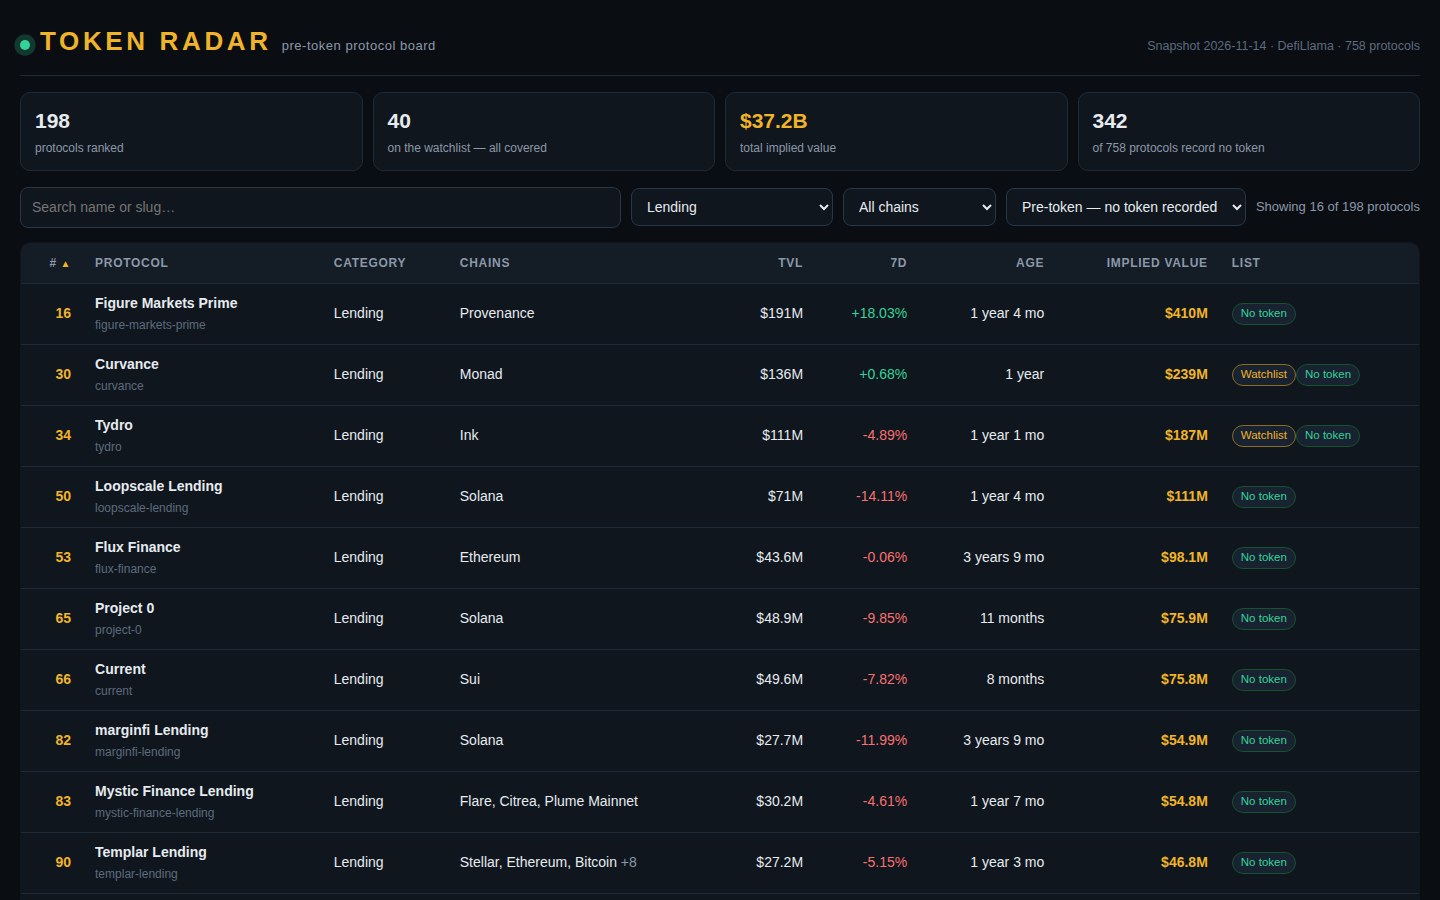 TOKEN RADAR pre-token protocol board
Snapshot 2026-11-14 · DefiLlama · 758 protocols
198
protocols ranked
40
on the watchlist — all covered
$37.2B
total implied value
342
of 758 protocols record no token
Search name or slug…
Lending
All chains
Pre-token — no token recorded
Showing 16 of 198 protocols
# ▲ PROTOCOL CATEGORY CHAINS TVL 7D AGE IMPLIED VALUE LIST
16 Figure Markets Prime Lending Provenance $191M +18.03% 1 year 4 mo $410M No token
figure-markets-prime
30 Curvance Lending Monad $136M +0.68% 1 year $239M Watchlist No token
curvance
34 Tydro Lending Ink $111M -4.89% 1 year 1 mo $187M Watchlist No token
tydro
50 Loopscale Lending Lending Solana $71M -14.11% 1 year 4 mo $111M No token
loopscale-lending
53 Flux Finance Lending Ethereum $43.6M -0.06% 3 years 9 mo $98.1M No token
flux-finance
65 Project 0 Lending Solana $48.9M -9.85% 11 months $75.9M No token
project-0
66 Current Lending Sui $49.6M -7.82% 8 months $75.8M No token
current
82 marginfi Lending Lending Solana $27.7M -11.99% 3 years 9 mo $54.9M No token
marginfi-lending
83 Mystic Finance Lending Lending Flare, Citrea, Plume Mainnet $30.2M -4.61% 1 year 7 mo $54.8M No token
mystic-finance-lending
90 Templar Lending Lending Stellar, Ethereum, Bitcoin +8 $27.2M -5.15% 1 year 3 mo $46.8M No token
templar-lending